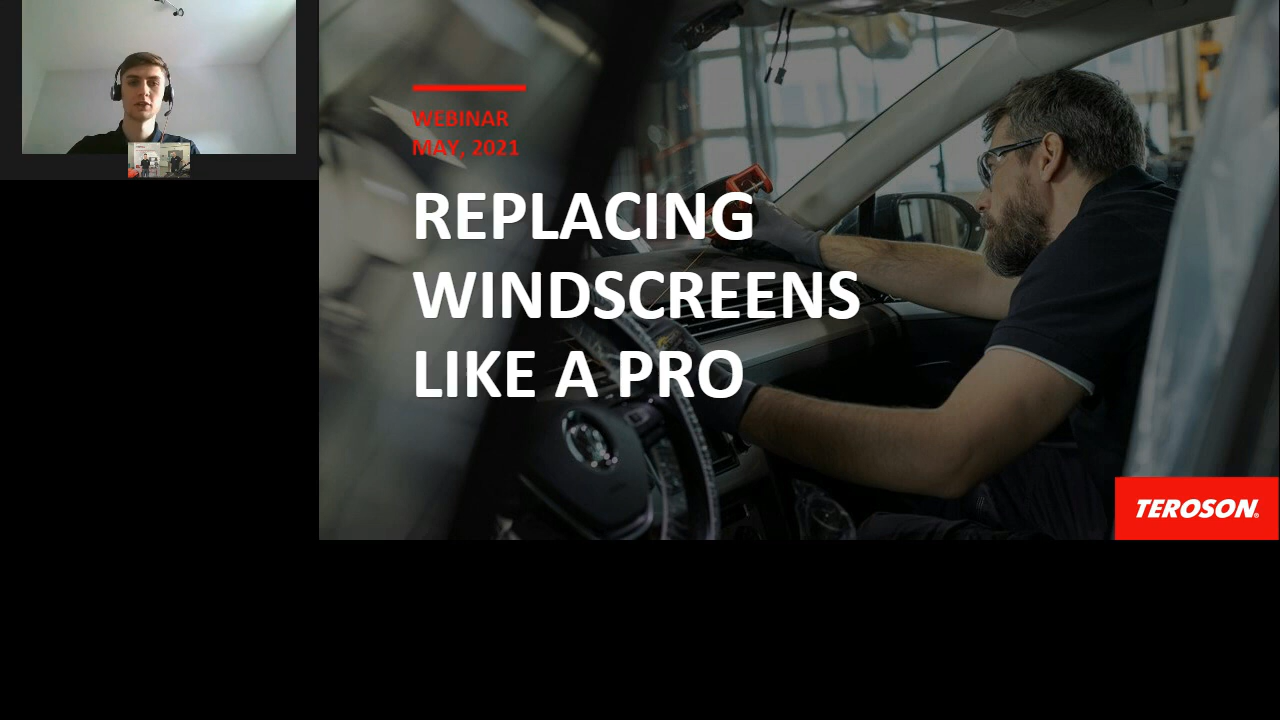 WEBINAR
MAY, 2021
REPLACING
WINDSCREENS
LIKE A PRO
TEROSON.